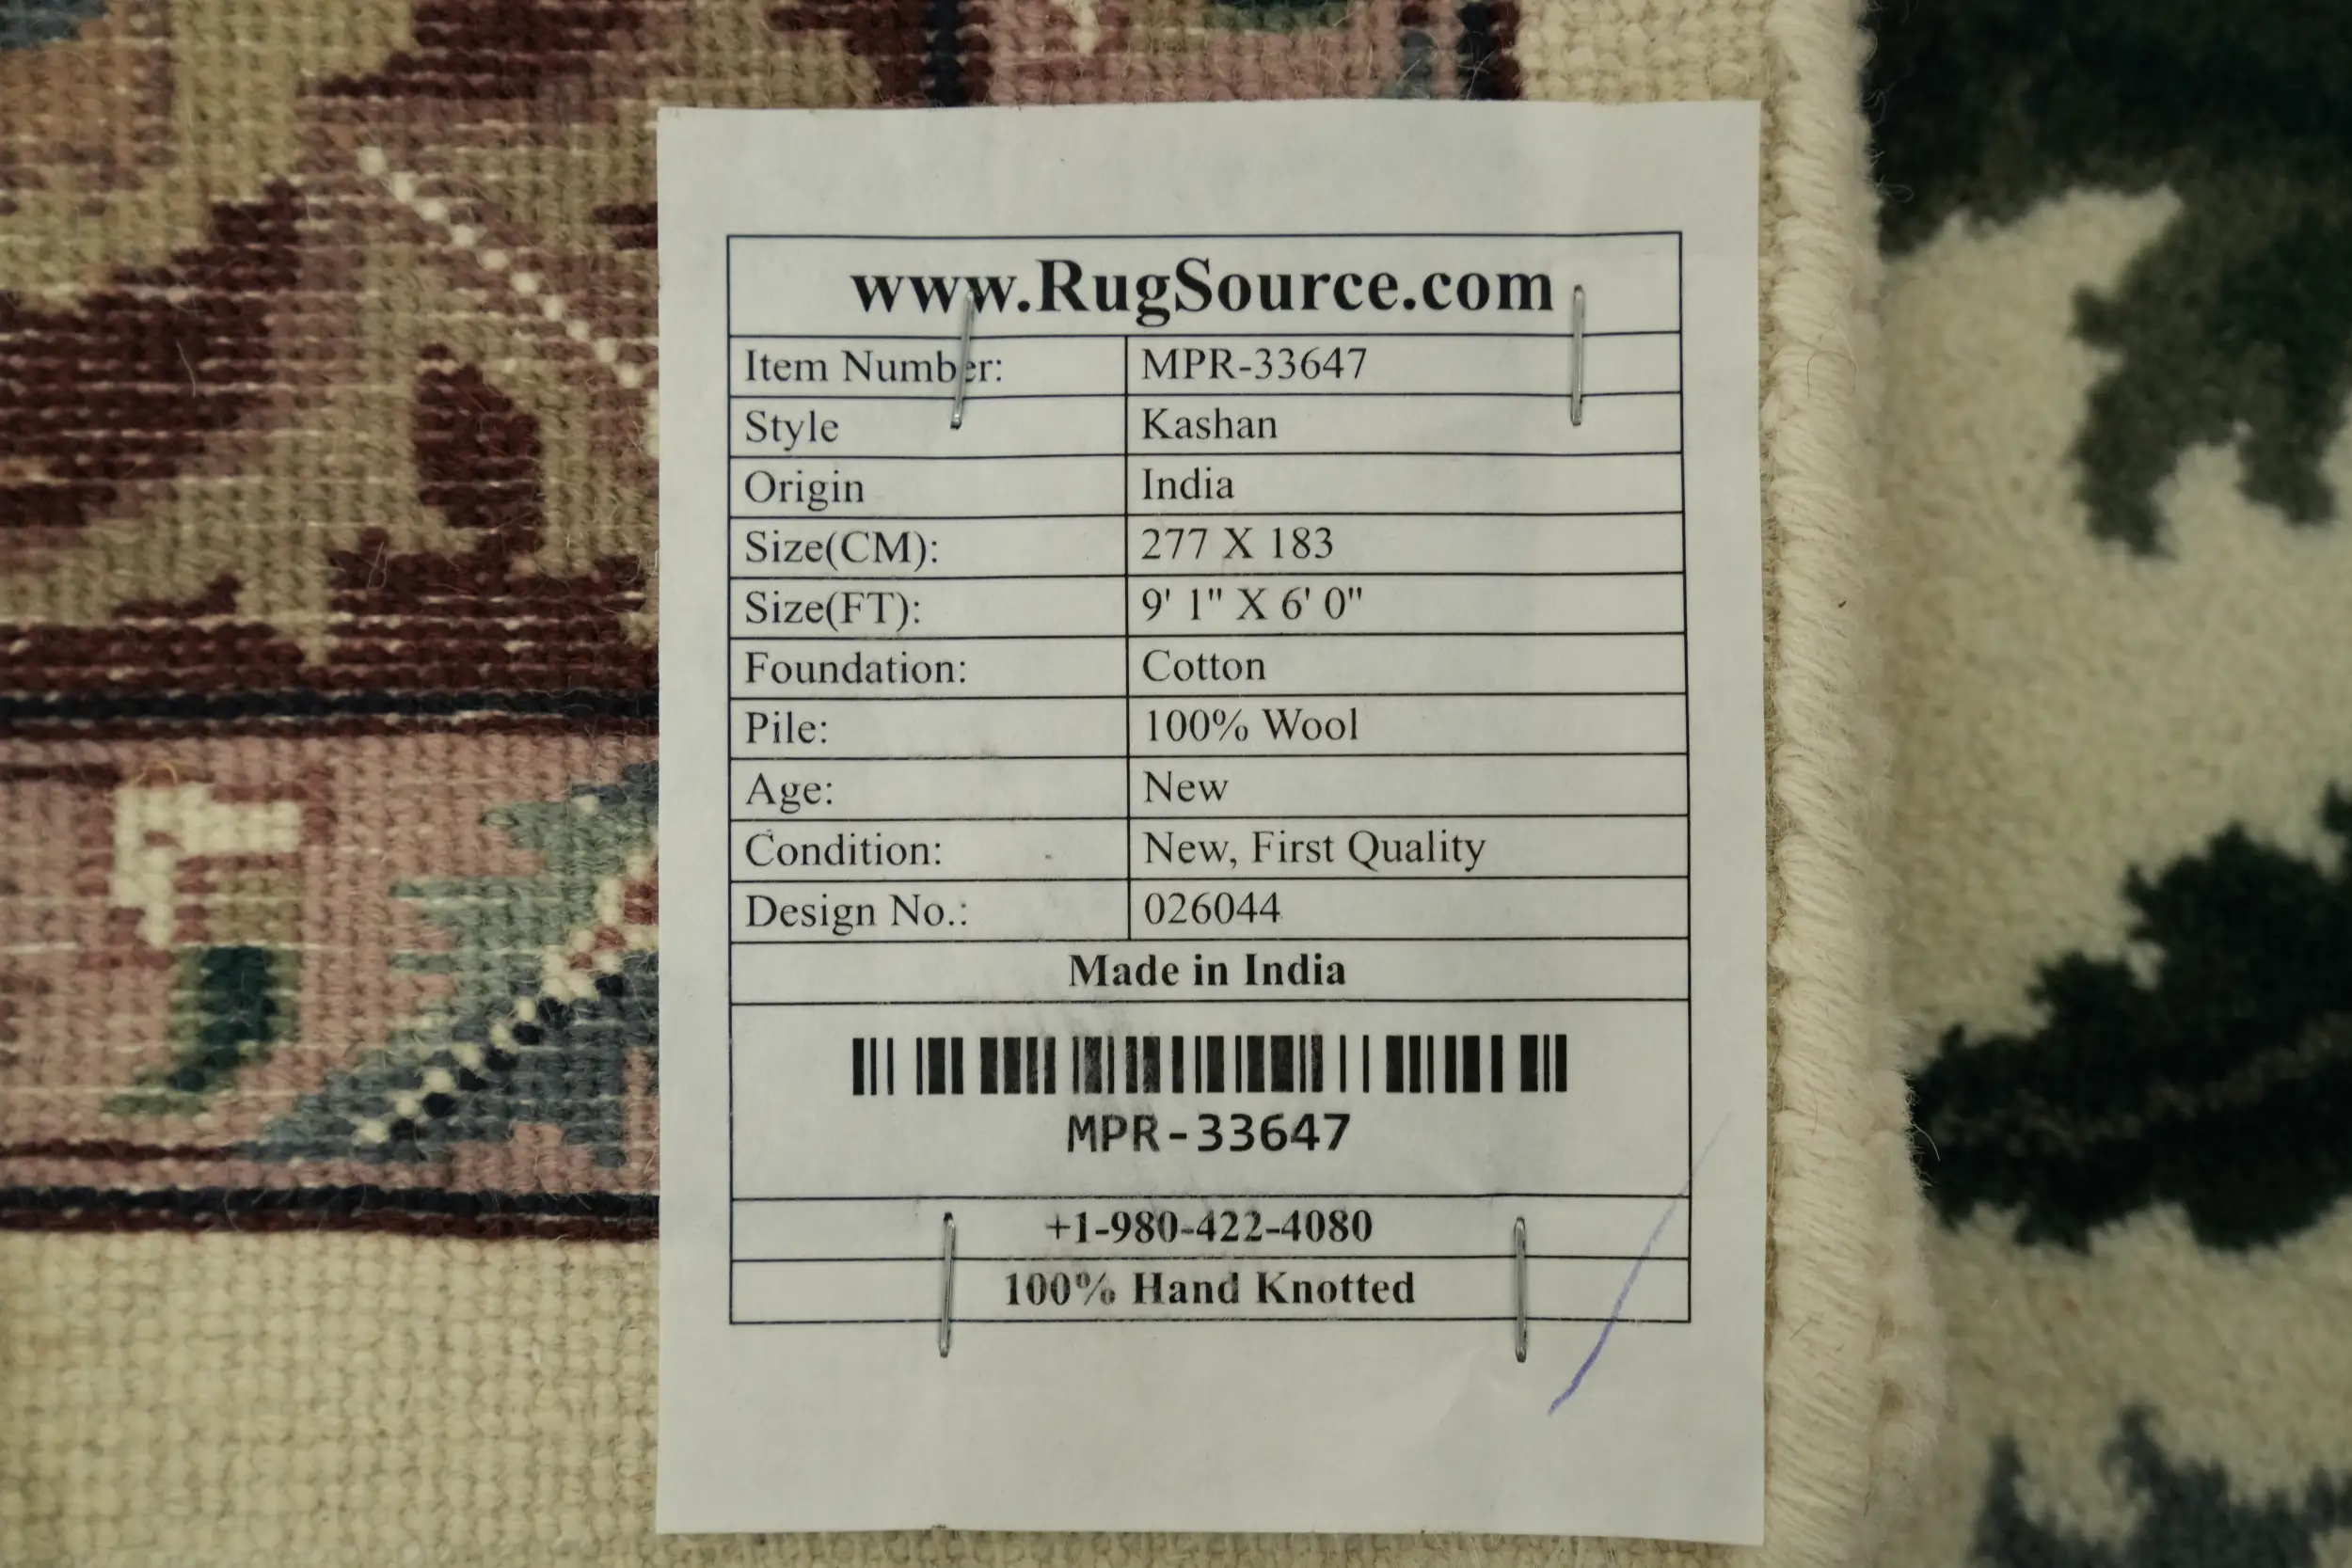 www.RugSource.com
Item Number: MPR-33647
Style Kashan
Origin India
Size(CM): 277 X 183
Size(FT): 9' 1" X 6' 0"
Foundation: Cotton
Pile: 100% Wool
Age: New
Condition: New, First Quality
Design No.: 026044
Made in India
MPR-33647
+1-980-422-4080
100% Hand Knotted